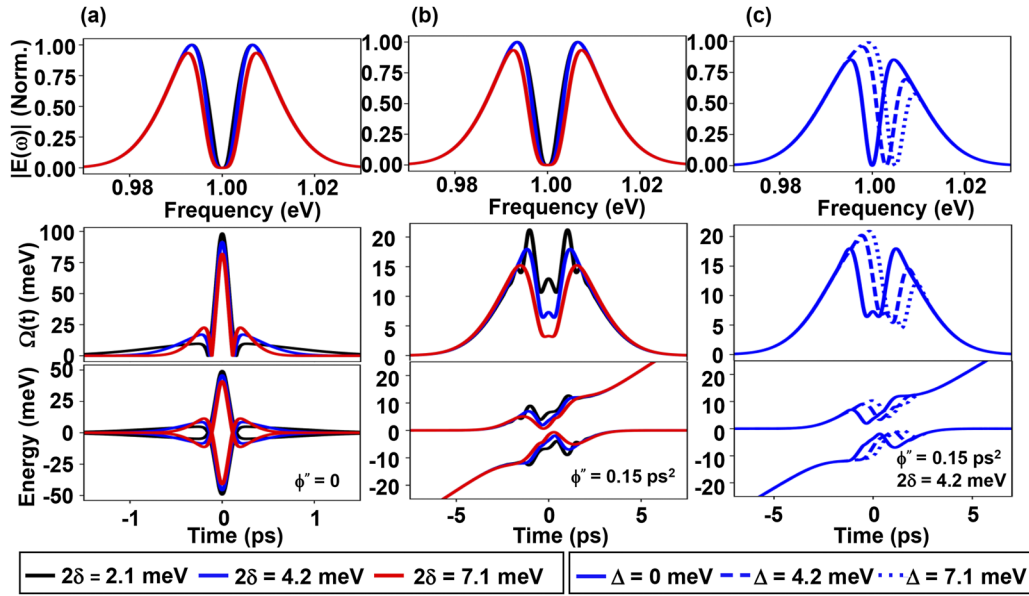 (a)
(b)
(c)
|E(ω)| (Norm.)
1.00
0.75
0.50
0.25
0.00
0.98
1.00
1.02
Frequency (eV)
1.00
0.75
0.50
0.25
0.00
0.98
1.00
1.02
Frequency (eV)
1.00
0.75
0.50
0.25
0.00
0.98
1.00
1.02
Frequency (eV)
Ω(t) (meV)
100
75
50
25
0
20
15
10
5
0
20
15
10
5
0
Energy (meV)
50
25
0
-25
-50
ϕ″ = 0
-1
0
1
Time (ps)
20
10
0
-10
-20
ϕ″ = 0.15 ps²
-5
0
5
Time (ps)
20
10
0
-10
-20
ϕ″ = 0.15 ps²
2δ = 4.2 meV
-5
0
5
Time (ps)
2δ = 2.1 meV
2δ = 4.2 meV
2δ = 7.1 meV
Δ = 0 meV
Δ = 4.2 meV
Δ = 7.1 meV